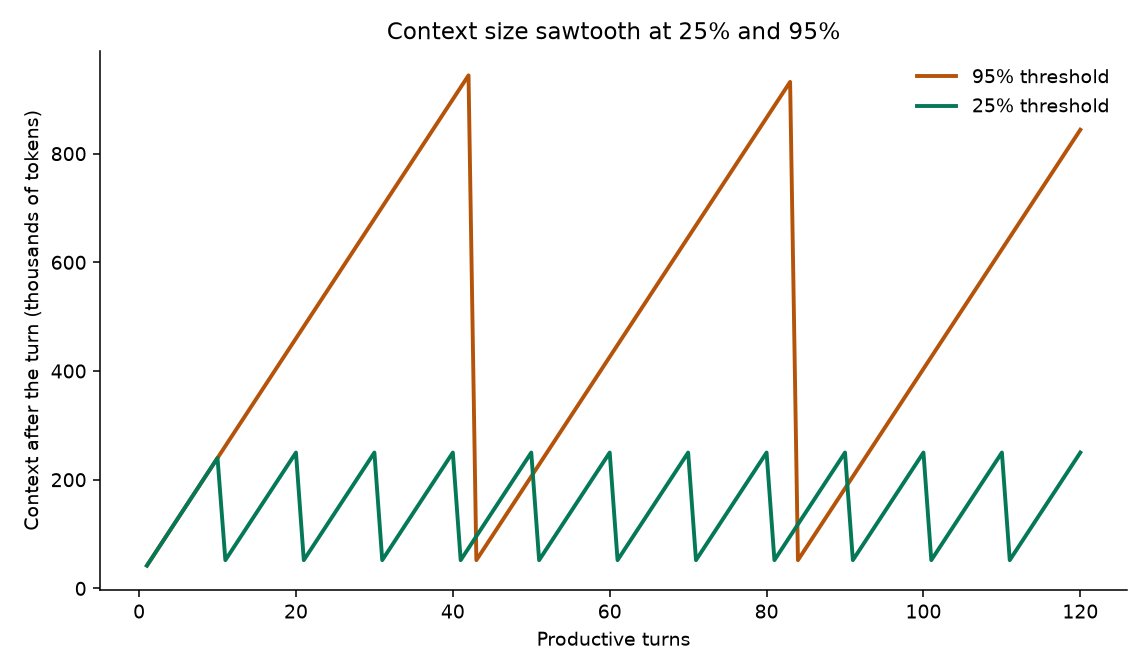 Context size sawtooth at 25% and 95%
95% threshold
25% threshold
Context after the turn (thousands of tokens)
800
600
400
200
0
0 20 40 60 80 100 120
Productive turns